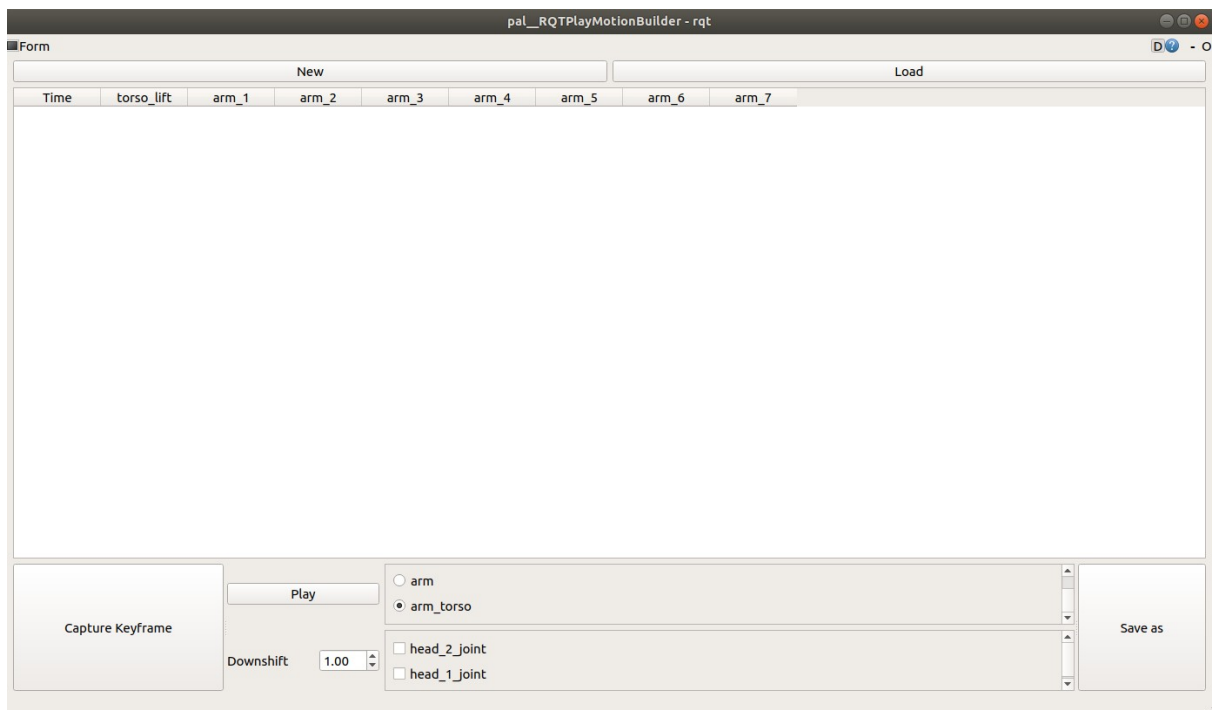 pal__RQTPlayMotionBuilder - rqt
Form D ? - O
New Load
Time torso_lift arm_1 arm_2 arm_3 arm_4 arm_5 arm_6 arm_7
Capture Keyframe
Play
Downshift 1.00
arm
arm_torso
head_2_joint
head_1_joint
Save as